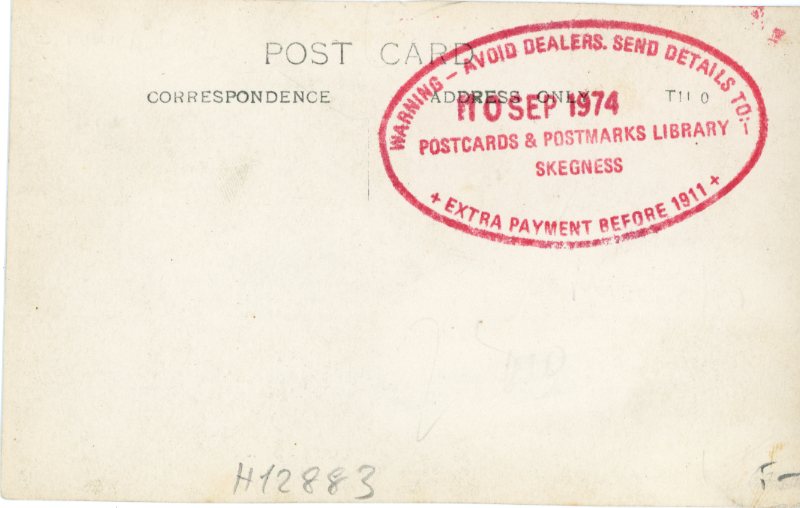 POST CARD
CORRESPONDENCE
ADDRESS ONLY
WARNING – AVOID DEALERS. SEND DETAILS TO:–
10 SEP 1974
POSTCARDS & POSTMARKS LIBRARY
SKEGNESS
+ EXTRA PAYMENT BEFORE 1911 +
H12883